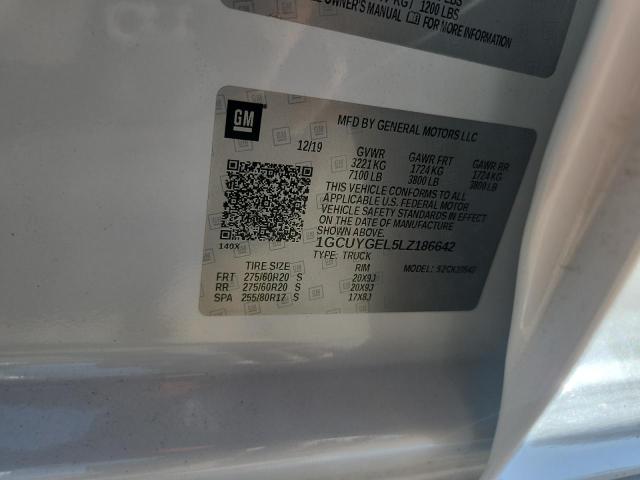 1200 LBS
OWNER'S MANUAL FOR MORE INFORMATION
GM
MFD BY GENERAL MOTORS LLC
12/19 GVWR GAWR FRT GAWR RR
3221 KG 1724 KG 1724 KG
7100 LB 3800 LB 3800 LB
THIS VEHICLE CONFORMS TO ALL
APPLICABLE U.S. FEDERAL MOTOR
VEHICLE SAFETY STANDARDS IN EFFECT
ON THE DATE OF MANUFACTURE
SHOWN ABOVE.
140X
1GCUYGEL5LZ186642
TYPE: TRUCK
MODEL:
TIRE SIZE RIM
FRT 275/60R20 S 20X9J
RR 275/60R20 S 20X9J
SPA 255/80R17 S 17X8J